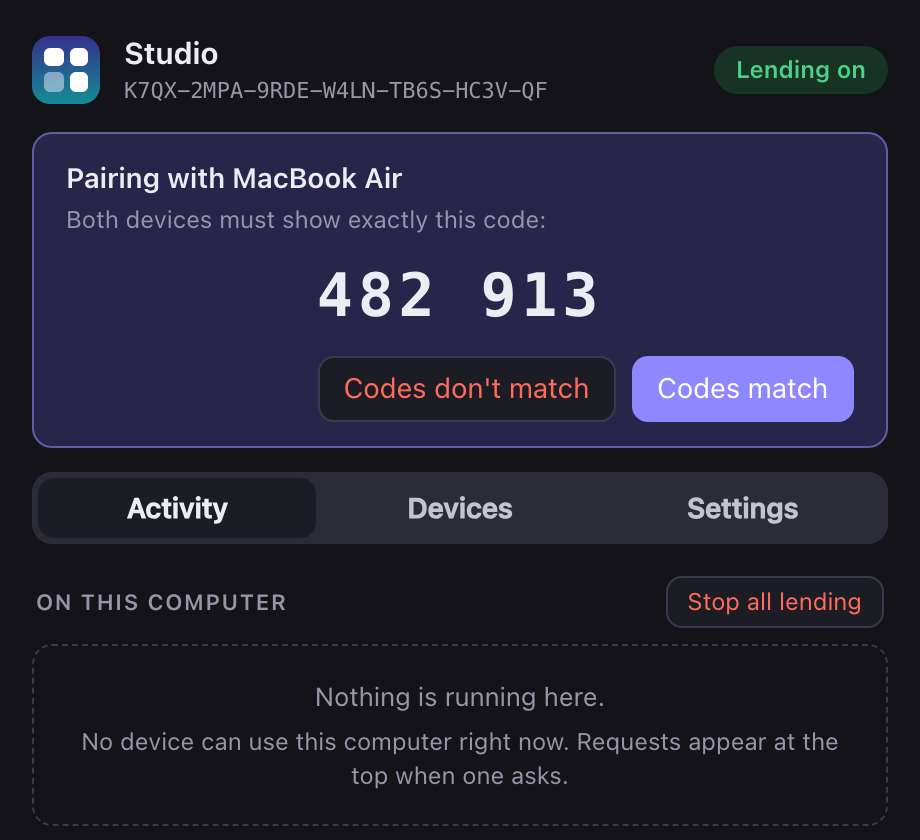 Studio
K7QX–2MPA–9RDE–W4LN–TB6S–HC3V–QF
Lending on
Pairing with MacBook Air
Both devices must show exactly this code:
482 913
Codes don't match
Codes match
Activity
Devices
Settings
ON THIS COMPUTER
Stop all lending
Nothing is running here.
No device can use this computer right now. Requests appear at the
top when one asks.